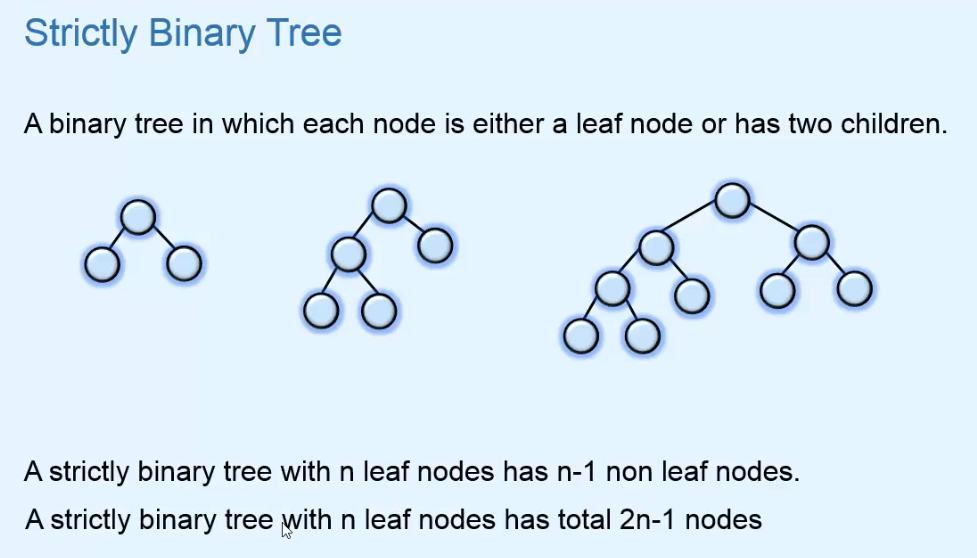 Strictly Binary Tree
A binary tree in which each node is either a leaf node or has two children.
A strictly binary tree with n leaf nodes has n-1 non leaf nodes.
A strictly binary tree with n leaf nodes has total 2n-1 nodes